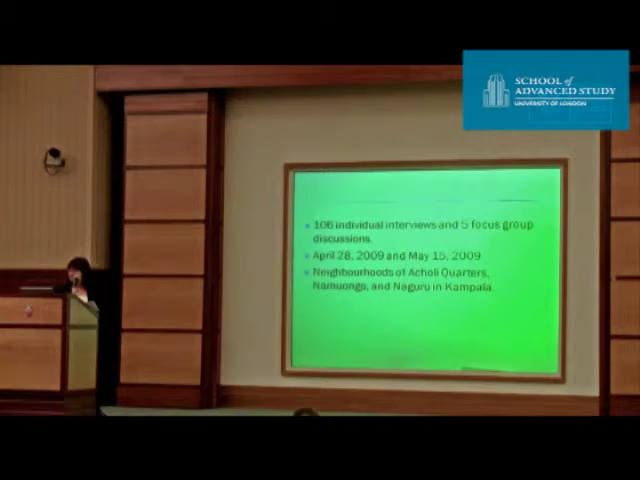 SCHOOL of
ADVANCED STUDY
UNIVERSITY OF LONDON
106 individual interviews and 5 focus group
discussions.
April 28, 2009 and May 15, 2009
Neighbourhoods of Acholi Quarters,
Namuongo, and Naguru in Kampala.